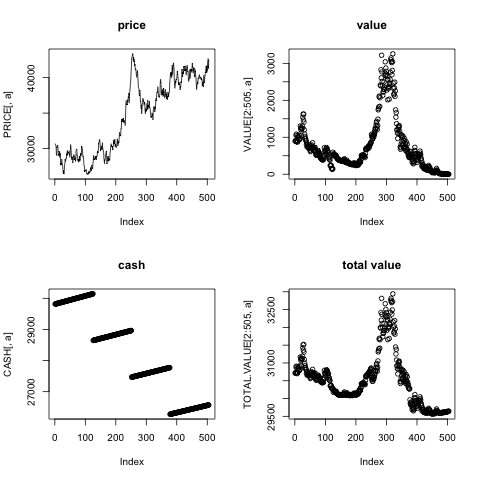 price
PRICE[, a]
30000
40000
0 100 200 300 400 500
Index
value
VALUE[2:505, a]
0 1000 2000 3000
0 100 200 300 400 500
Index
cash
CASH[, a]
27000
29000
0 100 200 300 400 500
Index
total value
TOTAL.VALUE[2:505, a]
29500 31000 32500
0 100 200 300 400 500
Index